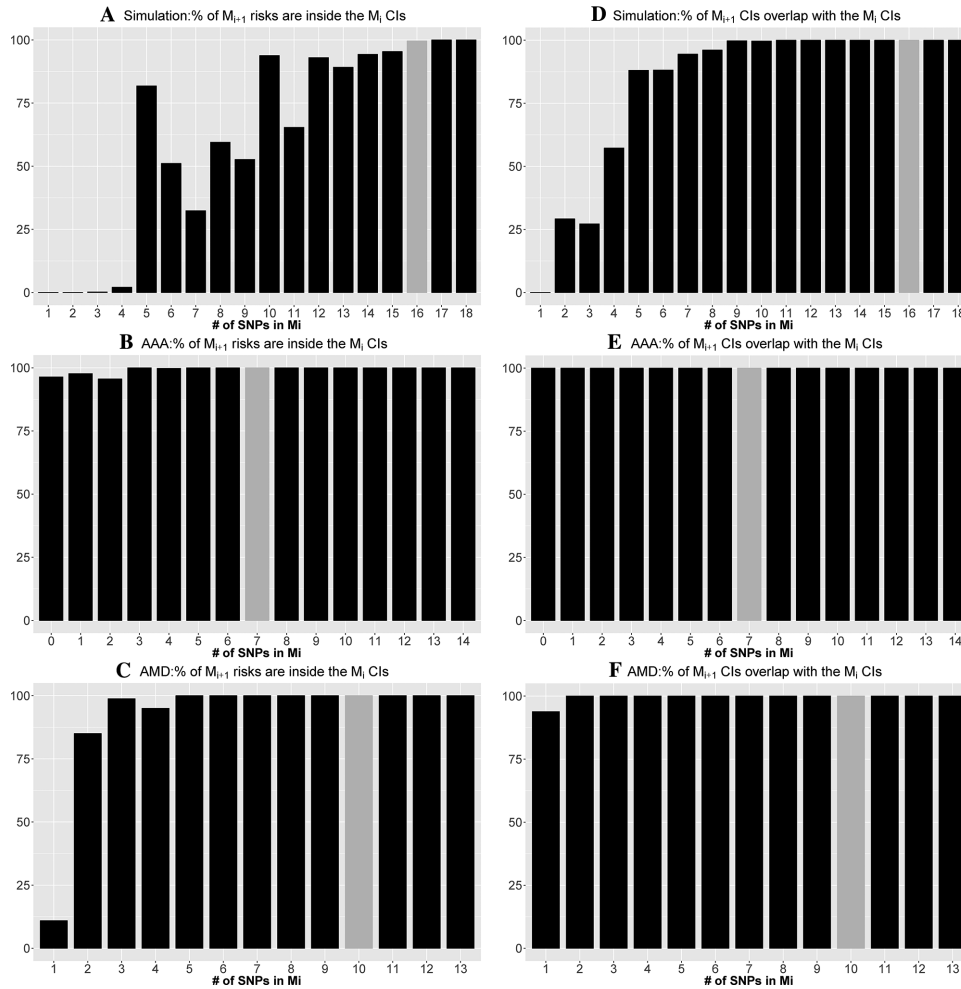 A Simulation:% of Mi+1 risks are inside the Mi CIs
100
75
50
25
0
1 2 3 4 5 6 7 8 9 10 11 12 13 14 15 16 17 18
# of SNPs in Mi
D Simulation:% of Mi+1 CIs overlap with the Mi CIs
100
75
50
25
0
1 2 3 4 5 6 7 8 9 10 11 12 13 14 15 16 17 18
# of SNPs in Mi
B AAA:% of Mi+1 risks are inside the Mi CIs
100
75
50
25
0
0 1 2 3 4 5 6 7 8 9 10 11 12 13 14
# of SNPs in Mi
E AAA:% of Mi+1 CIs overlap with the Mi CIs
100
75
50
25
0
0 1 2 3 4 5 6 7 8 9 10 11 12 13 14
# of SNPs in Mi
C AMD:% of Mi+1 risks are inside the Mi CIs
100
75
50
25
0
1 2 3 4 5 6 7 8 9 10 11 12 13
# of SNPs in Mi
F AMD:% of Mi+1 CIs overlap with the Mi CIs
100
75
50
25
0
1 2 3 4 5 6 7 8 9 10 11 12 13
# of SNPs in Mi